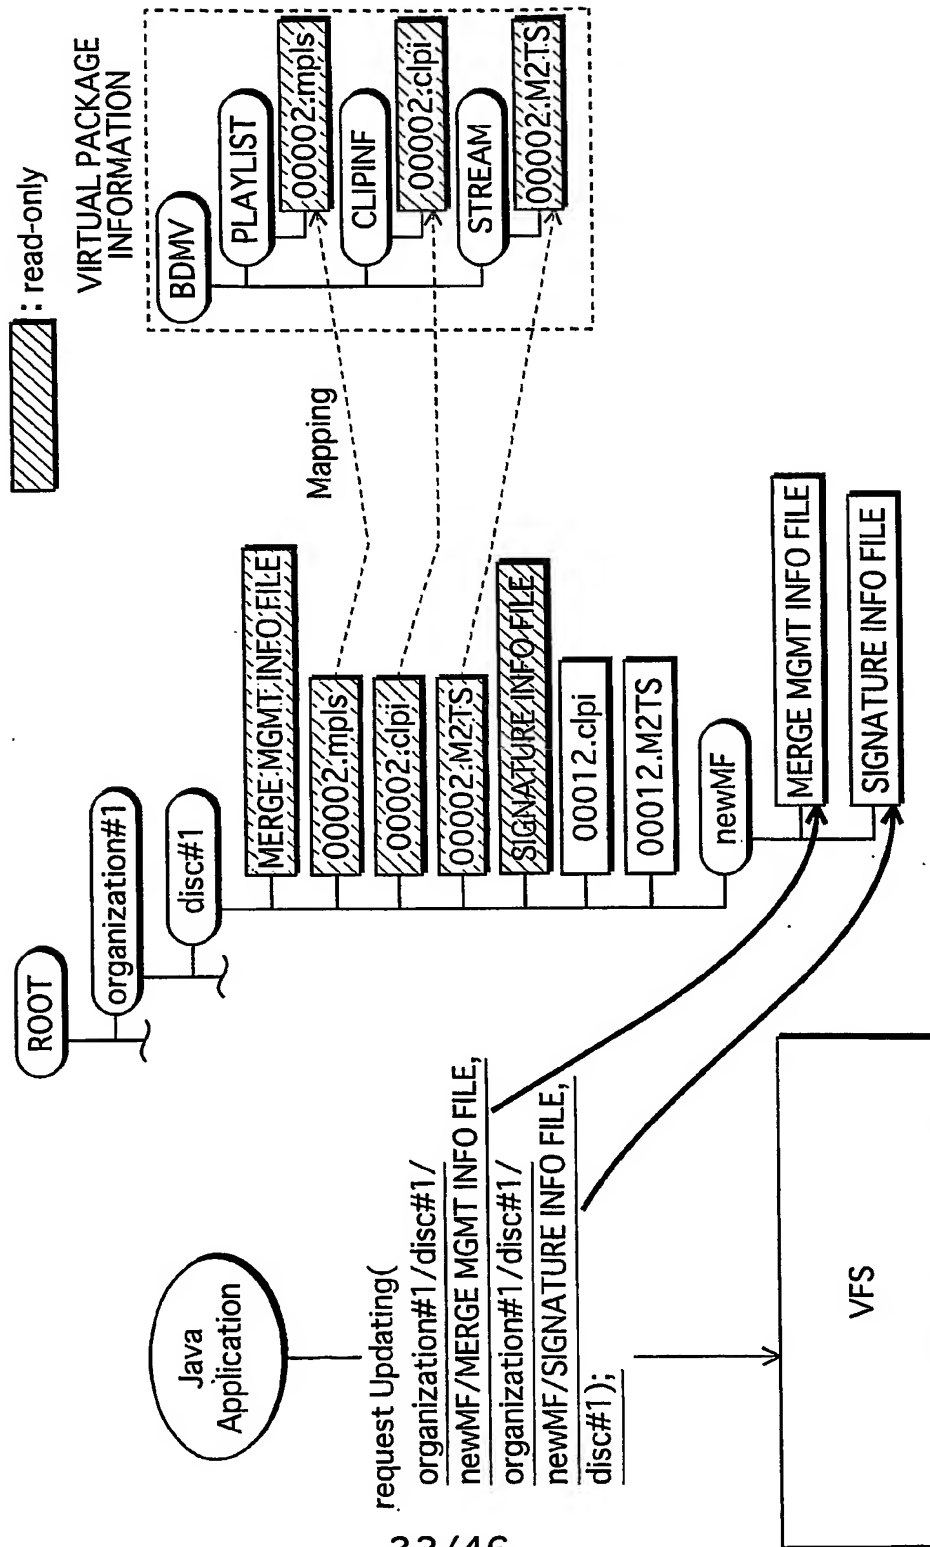 : read-only
VIRTUAL PACKAGE
INFORMATION
BDMV
PLAYLIST
00002.mpls
CLIPINF
00002.clpi
STREAM
00002.M2TS
Mapping
ROOT
organization#1
disc#1
MERGE MGMT INFO FILE
00002.mpls
00002.clpi
00002.M2TS
SIGNATURE INFO FILE
00012.clpi
00012.M2TS
newMF
MERGE MGMT INFO FILE
SIGNATURE INFO FILE
Java
Application
request Updating(
organization#1/disc#1/
newMF/MERGE MGMT INFO FILE,
organization#1/disc#1/
newMF/SIGNATURE INFO FILE,
disc#1);
VFS